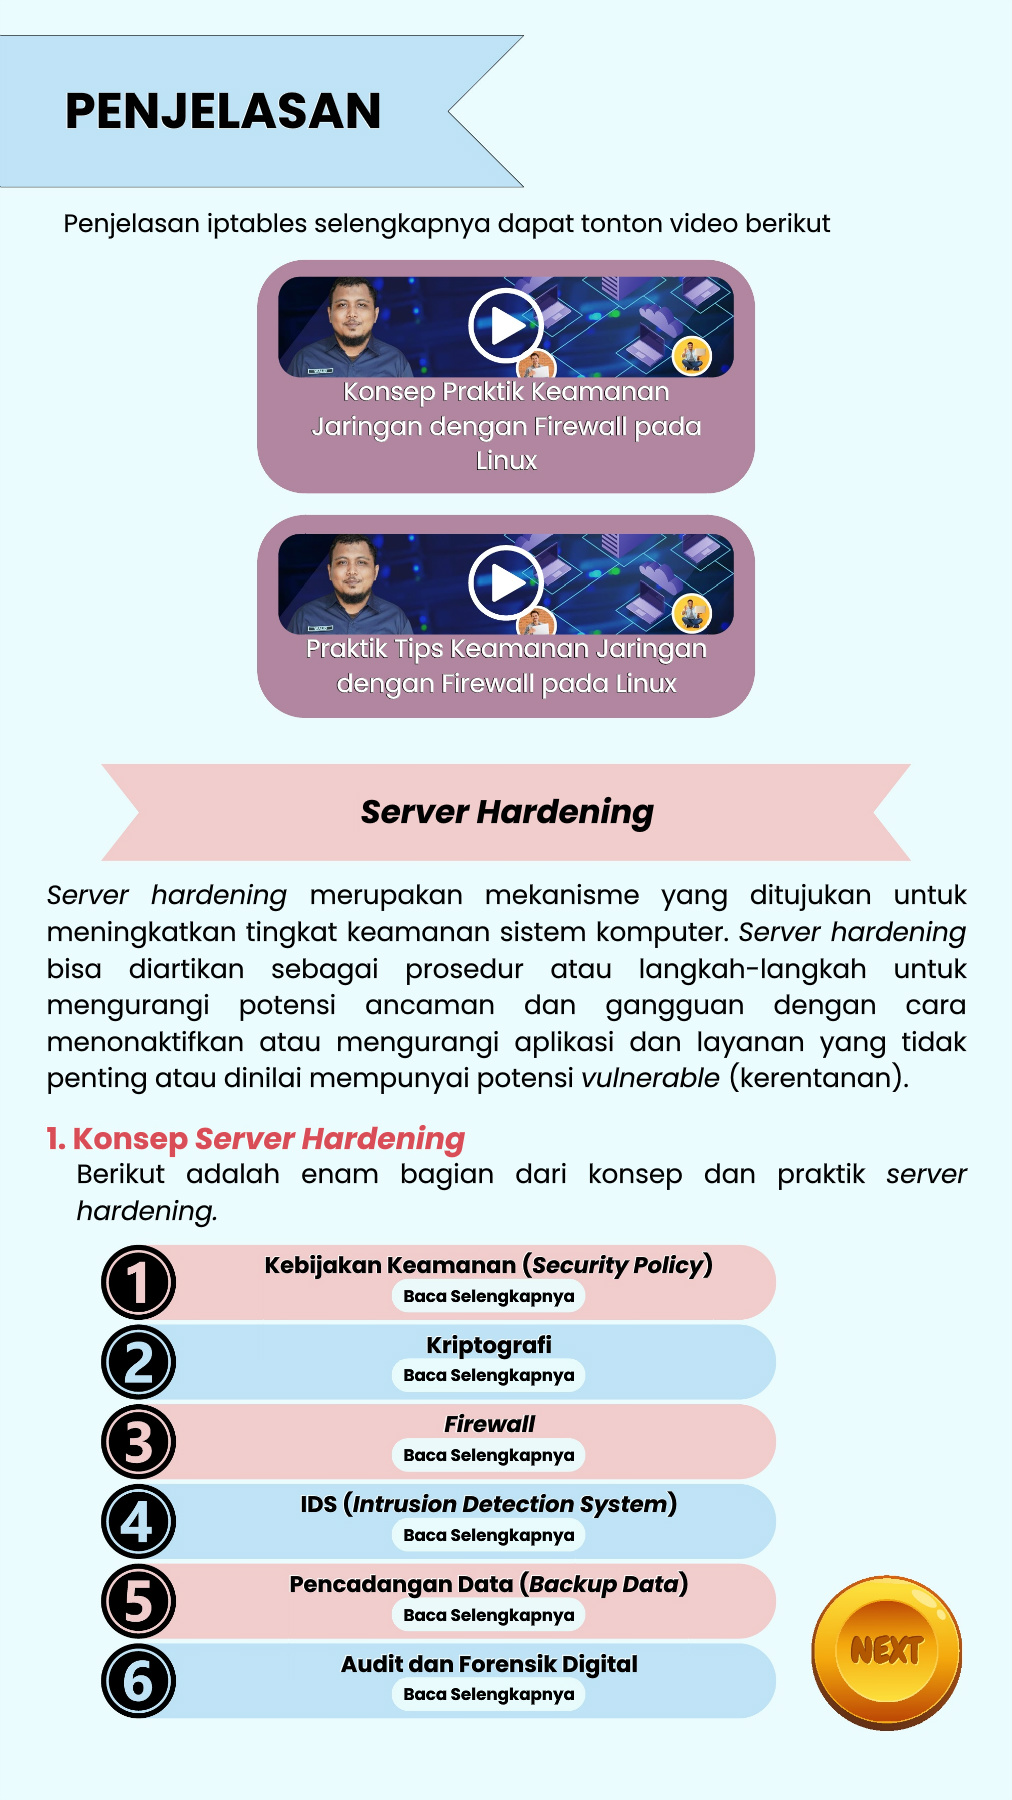 PENJELASAN
Penjelasan iptables selengkapnya dapat tonton video berikut
Konsep Praktik Keamanan
Jaringan dengan Firewall pada
Linux
Praktik Tips Keamanan Jaringan
dengan Firewall pada Linux
Server Hardening
Server hardening merupakan mekanisme yang ditujukan untuk
meningkatkan tingkat keamanan sistem komputer. Server hardening
bisa diartikan sebagai prosedur atau langkah-langkah untuk
mengurangi potensi ancaman dan gangguan dengan cara
menonaktifkan atau mengurangi aplikasi dan layanan yang tidak
penting atau dinilai mempunyai potensi vulnerable (kerentanan).
1. Konsep Server Hardening
Berikut adalah enam bagian dari konsep dan praktik server
hardening.
1
Kebijakan Keamanan (Security Policy)
Baca Selengkapnya
2
Kriptografi
Baca Selengkapnya
3
Firewall
Baca Selengkapnya
4
IDS (Intrusion Detection System)
Baca Selengkapnya
5
Pencadangan Data (Backup Data)
Baca Selengkapnya
6
Audit dan Forensik Digital
Baca Selengkapnya
NEXT